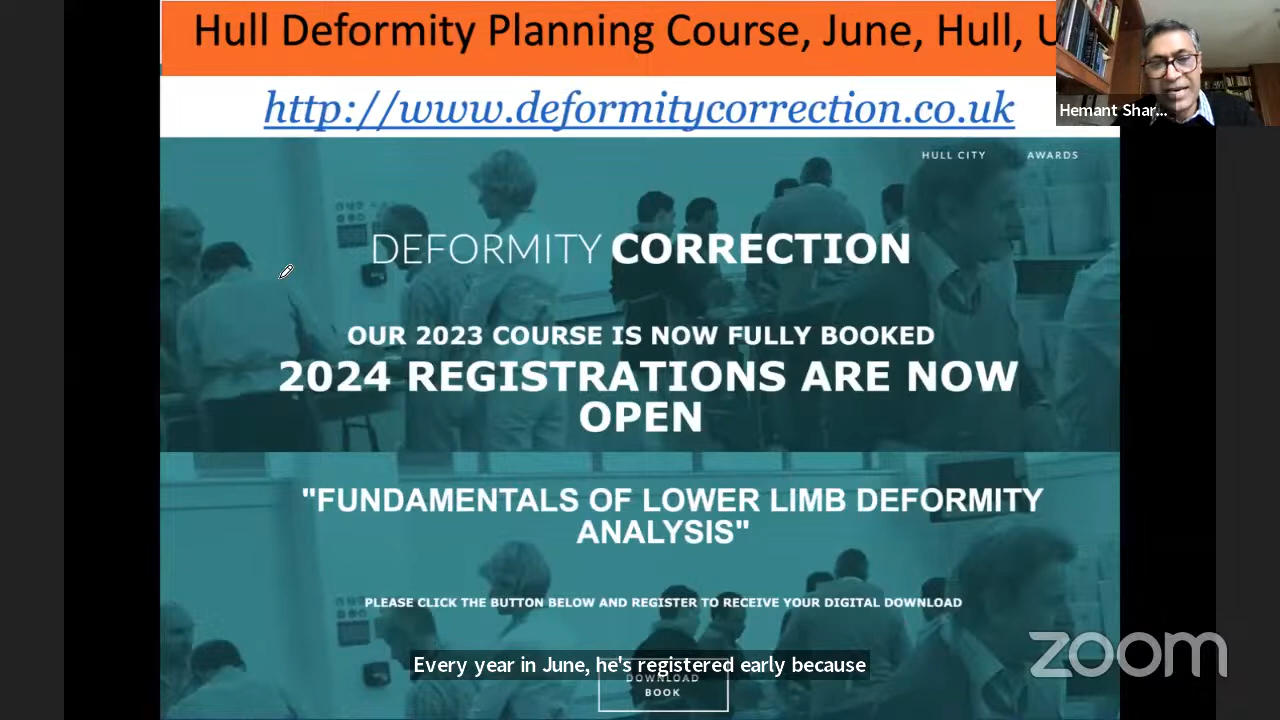 Hull Deformity Planning Course, June, Hull, U
http://www.deformitycorrection.co.uk
Hemant Shar...
HULL CITY AWARDS
DEFORMITY CORRECTION
OUR 2023 COURSE IS NOW FULLY BOOKED
2024 REGISTRATIONS ARE NOW
OPEN
"FUNDAMENTALS OF LOWER LIMB DEFORMITY
ANALYSIS"
PLEASE CLICK THE BUTTON BELOW AND REGISTER TO RECEIVE YOUR DIGITAL DOWNLOAD
Every year in June, he's registered early because
DOWNLOAD
BOOK
zoom